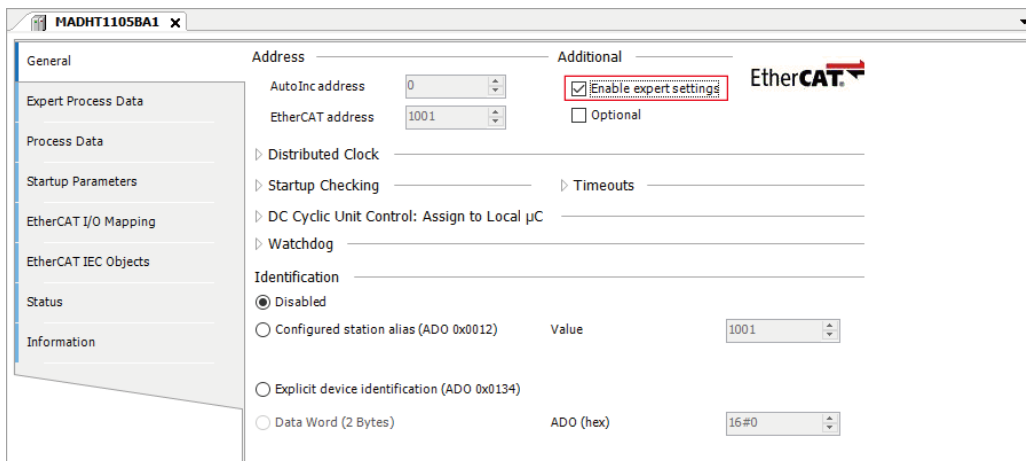 MADHT1105BA1 x
General
Expert Process Data
Process Data
Startup Parameters
EtherCAT I/O Mapping
EtherCAT IEC Objects
Status
Information
Address
AutoInc address 0
EtherCAT address 1001
Additional
Enable expert settings
Optional
EtherCAT.
Distributed Clock
Startup Checking
Timeouts
DC Cyclic Unit Control: Assign to Local µC
Watchdog
Identification
Disabled
Configured station alias (ADO 0x0012) Value 1001
Explicit device identification (ADO 0x0134)
Data Word (2 Bytes) ADO (hex) 16#0